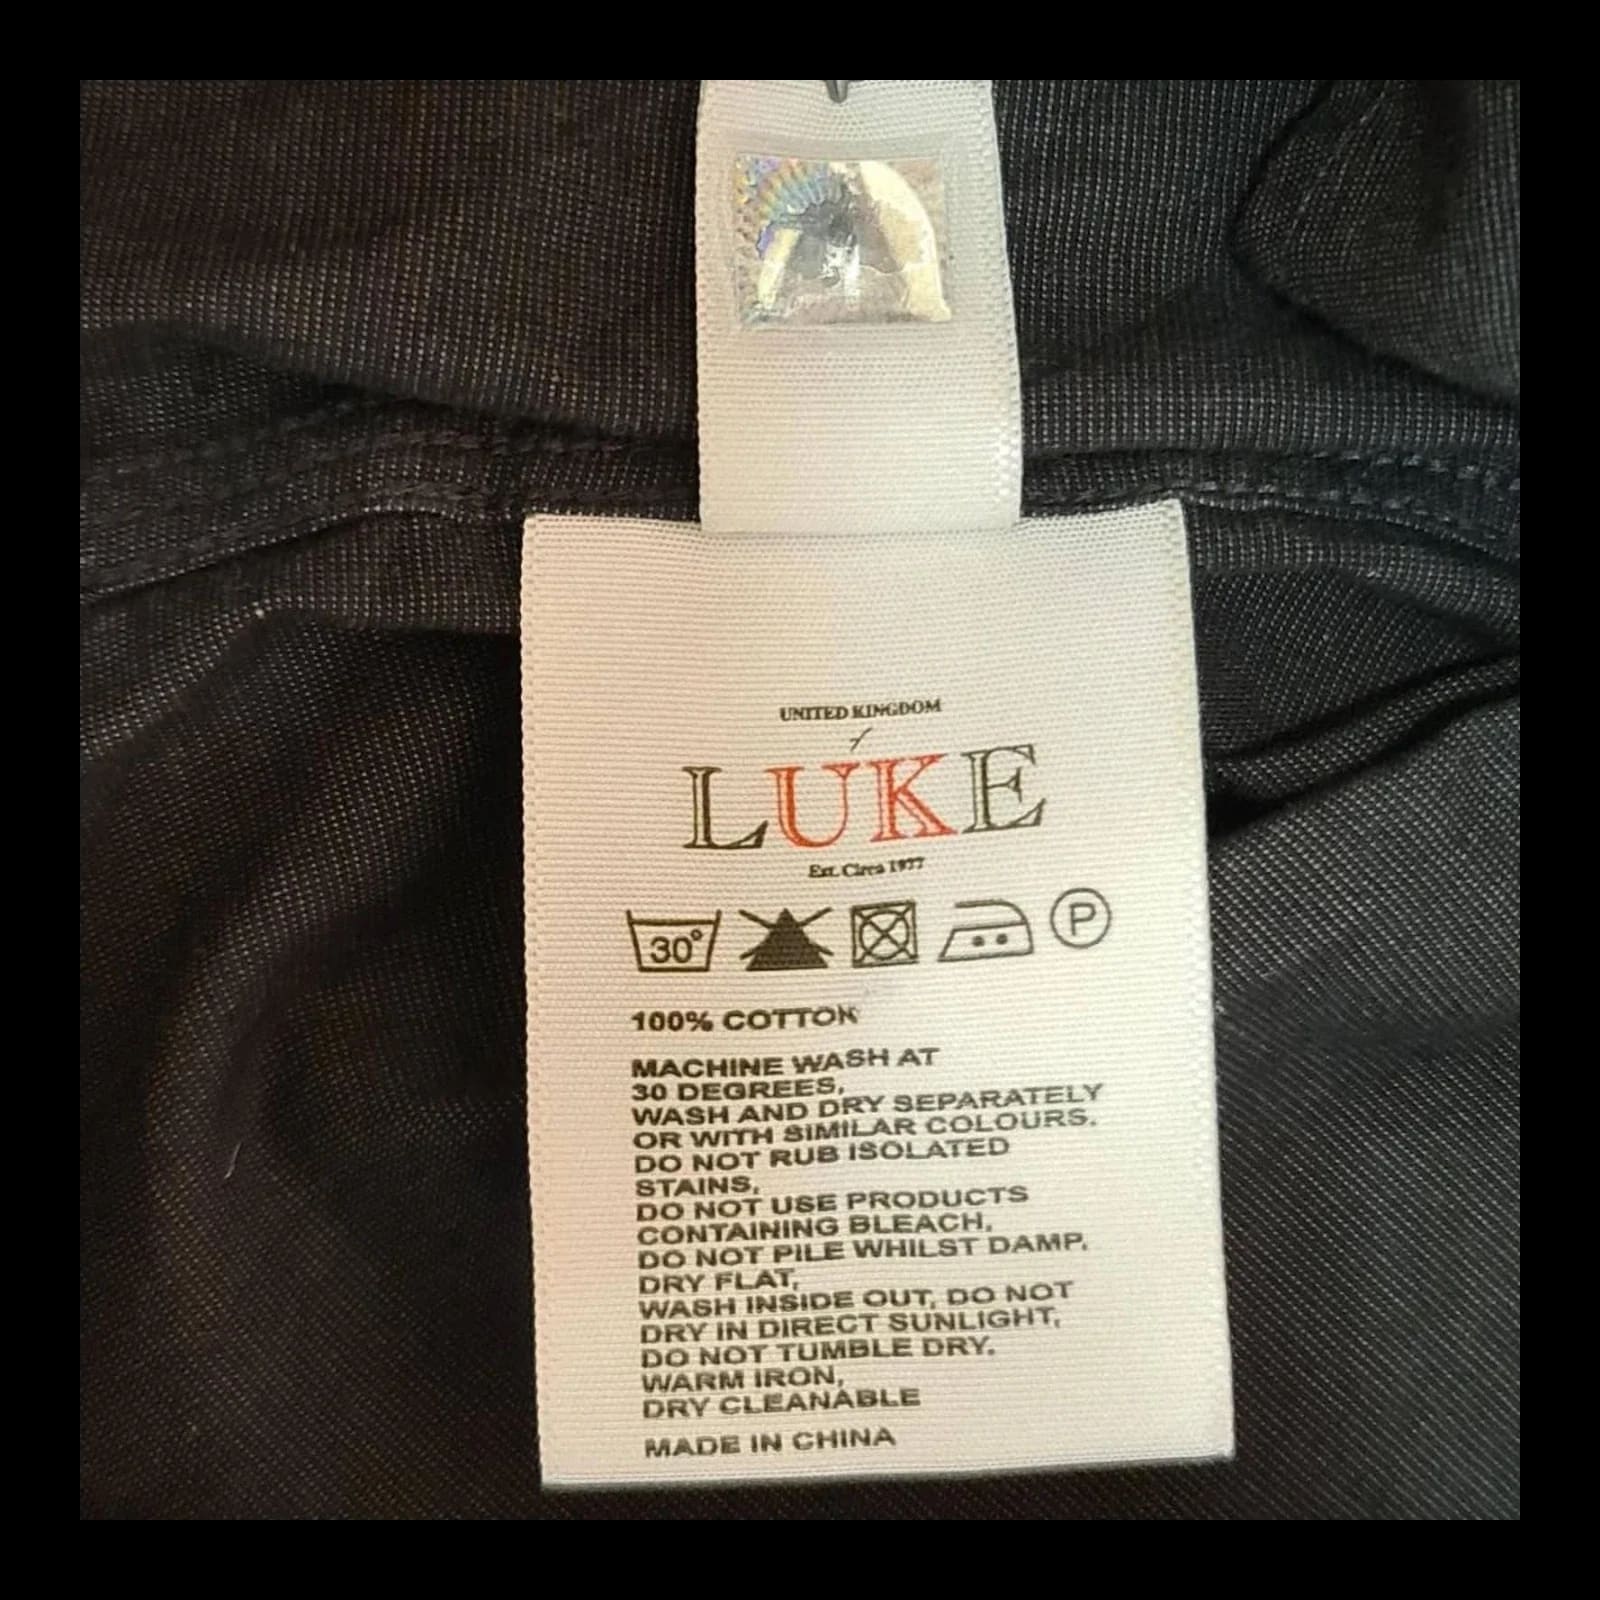 UNITED KINGDOM
LUKE
Est. Circa 1977
30° P
100% COTTON
MACHINE WASH AT
30 DEGREES,
WASH AND DRY SEPARATELY
OR WITH SIMILAR COLOURS.
DO NOT RUB ISOLATED
STAINS,
DO NOT USE PRODUCTS
CONTAINING BLEACH,
DO NOT PILE WHILST DAMP.
DRY FLAT,
WASH INSIDE OUT, DO NOT
DRY IN DIRECT SUNLIGHT,
DO NOT TUMBLE DRY.
WARM IRON,
DRY CLEANABLE
MADE IN CHINA